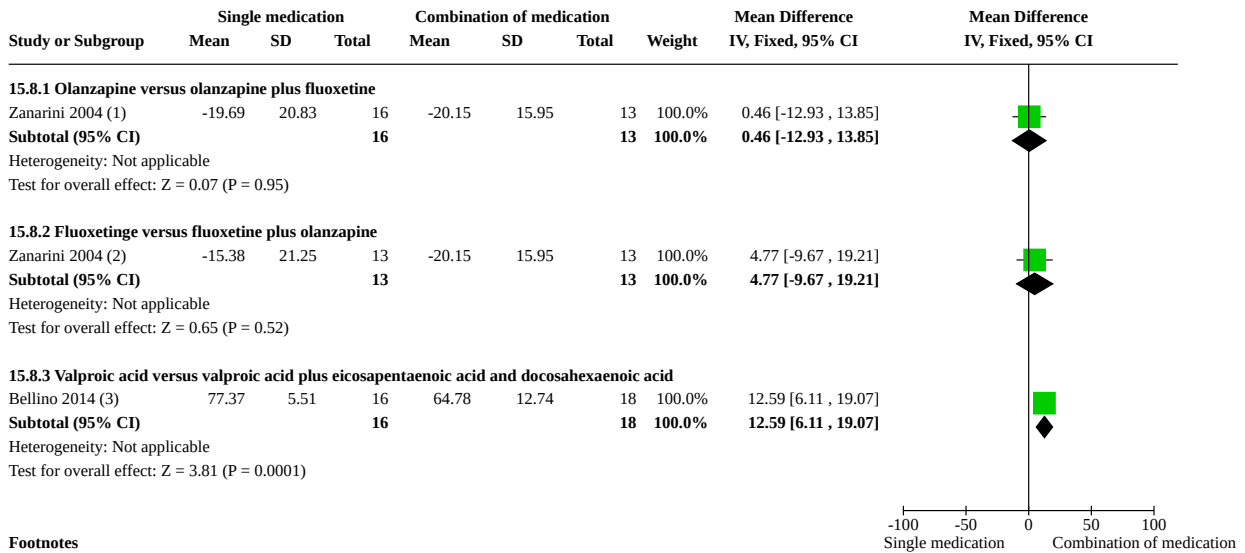 Single medication Combination of medication Mean Difference Mean Difference
Study or Subgroup Mean SD Total Mean SD Total Weight IV, Fixed, 95% CI IV, Fixed, 95% CI
15.8.1 Olanzapine versus olanzapine plus fluoxetine
Zanarini 2004 (1) -19.69 20.83 16 -20.15 15.95 13 100.0% 0.46 [-12.93 , 13.85]
Subtotal (95% CI) 16 13 100.0% 0.46 [-12.93 , 13.85]
Heterogeneity: Not applicable
Test for overall effect: Z = 0.07 (P = 0.95)
15.8.2 Fluoxetinge versus fluoxetine plus olanzapine
Zanarini 2004 (2) -15.38 21.25 13 -20.15 15.95 13 100.0% 4.77 [-9.67 , 19.21]
Subtotal (95% CI) 13 13 100.0% 4.77 [-9.67 , 19.21]
Heterogeneity: Not applicable
Test for overall effect: Z = 0.65 (P = 0.52)
15.8.3 Valproic acid versus valproic acid plus eicosapentaenoic acid and docosahexaenoic acid
Bellino 2014 (3) 77.37 5.51 16 64.78 12.74 18 100.0% 12.59 [6.11 , 19.07]
Subtotal (95% CI) 16 18 100.0% 12.59 [6.11 , 19.07]
Heterogeneity: Not applicable
Test for overall effect: Z = 3.81 (P = 0.0001)
-100 -50 0 50 100
Single medication Combination of medication
Footnotes